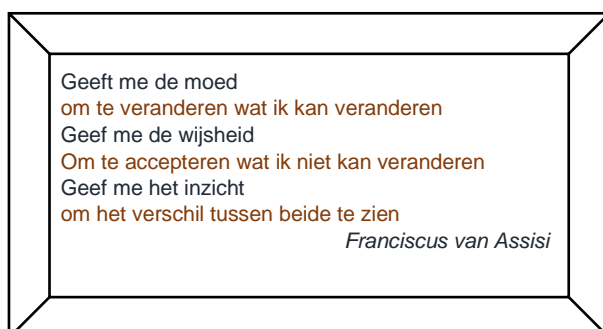 Geeft me de moed
om te veranderen wat ik kan veranderen
Geef me de wijsheid
Om te accepteren wat ik niet kan veranderen
Geef me het inzicht
om het verschil tussen beide te zien
Franciscus van Assisi